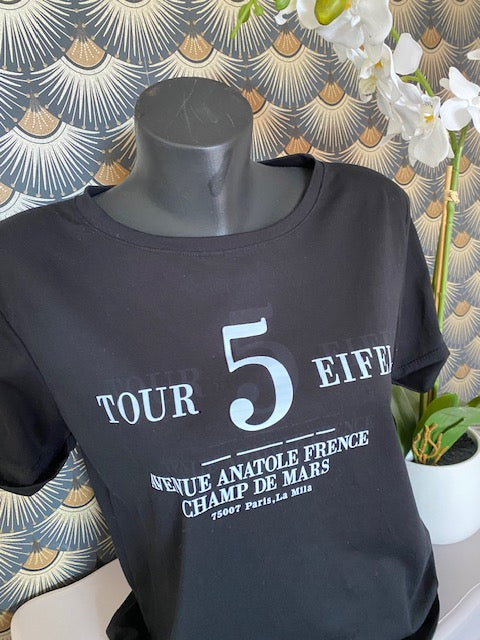 TOUR 5 EIFEL
AVENUE ANATOLE FRENCE
CHAMP DE MARS
75007 Paris,La Mila